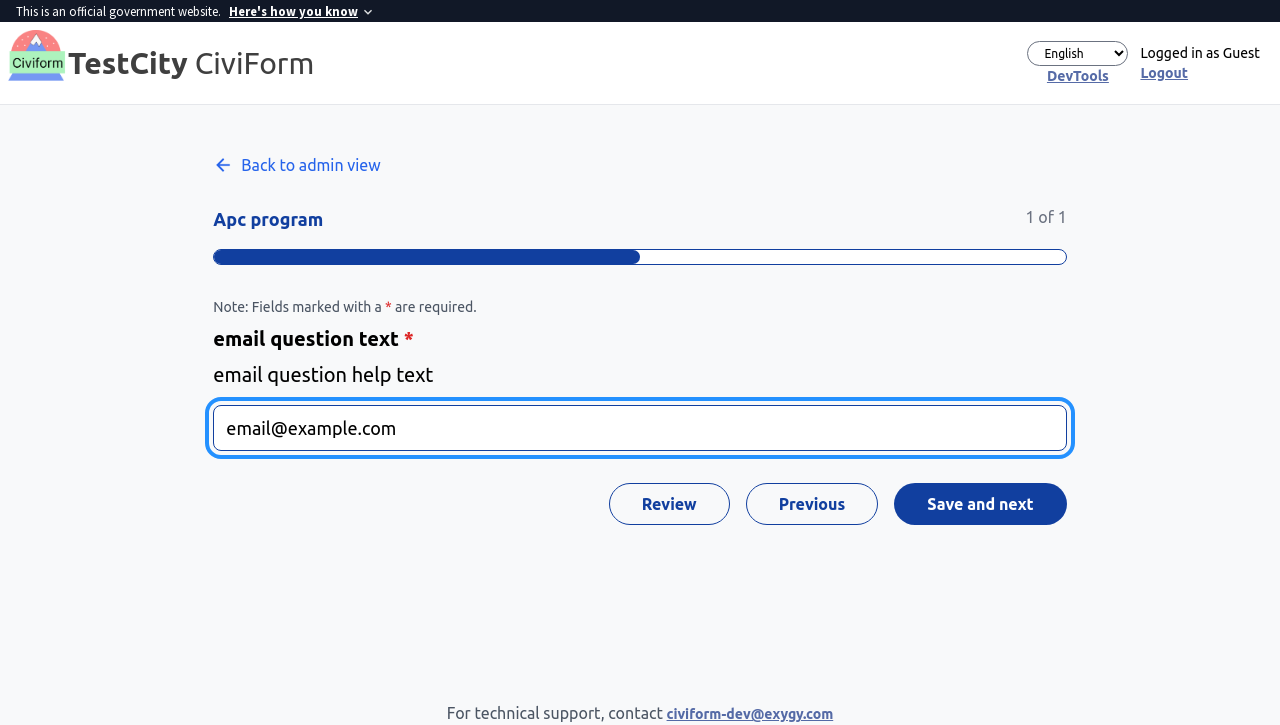 This is an official government website. Here's how you know
Civiform
TestCity CiviForm
English
DevTools
Logged in as Guest
Logout
Back to admin view
Apc program
1 of 1
Note: Fields marked with a * are required.
email question text *
email question help text
email@example.com
Review
Previous
Save and next
For technical support, contact civiform-dev@exygy.com